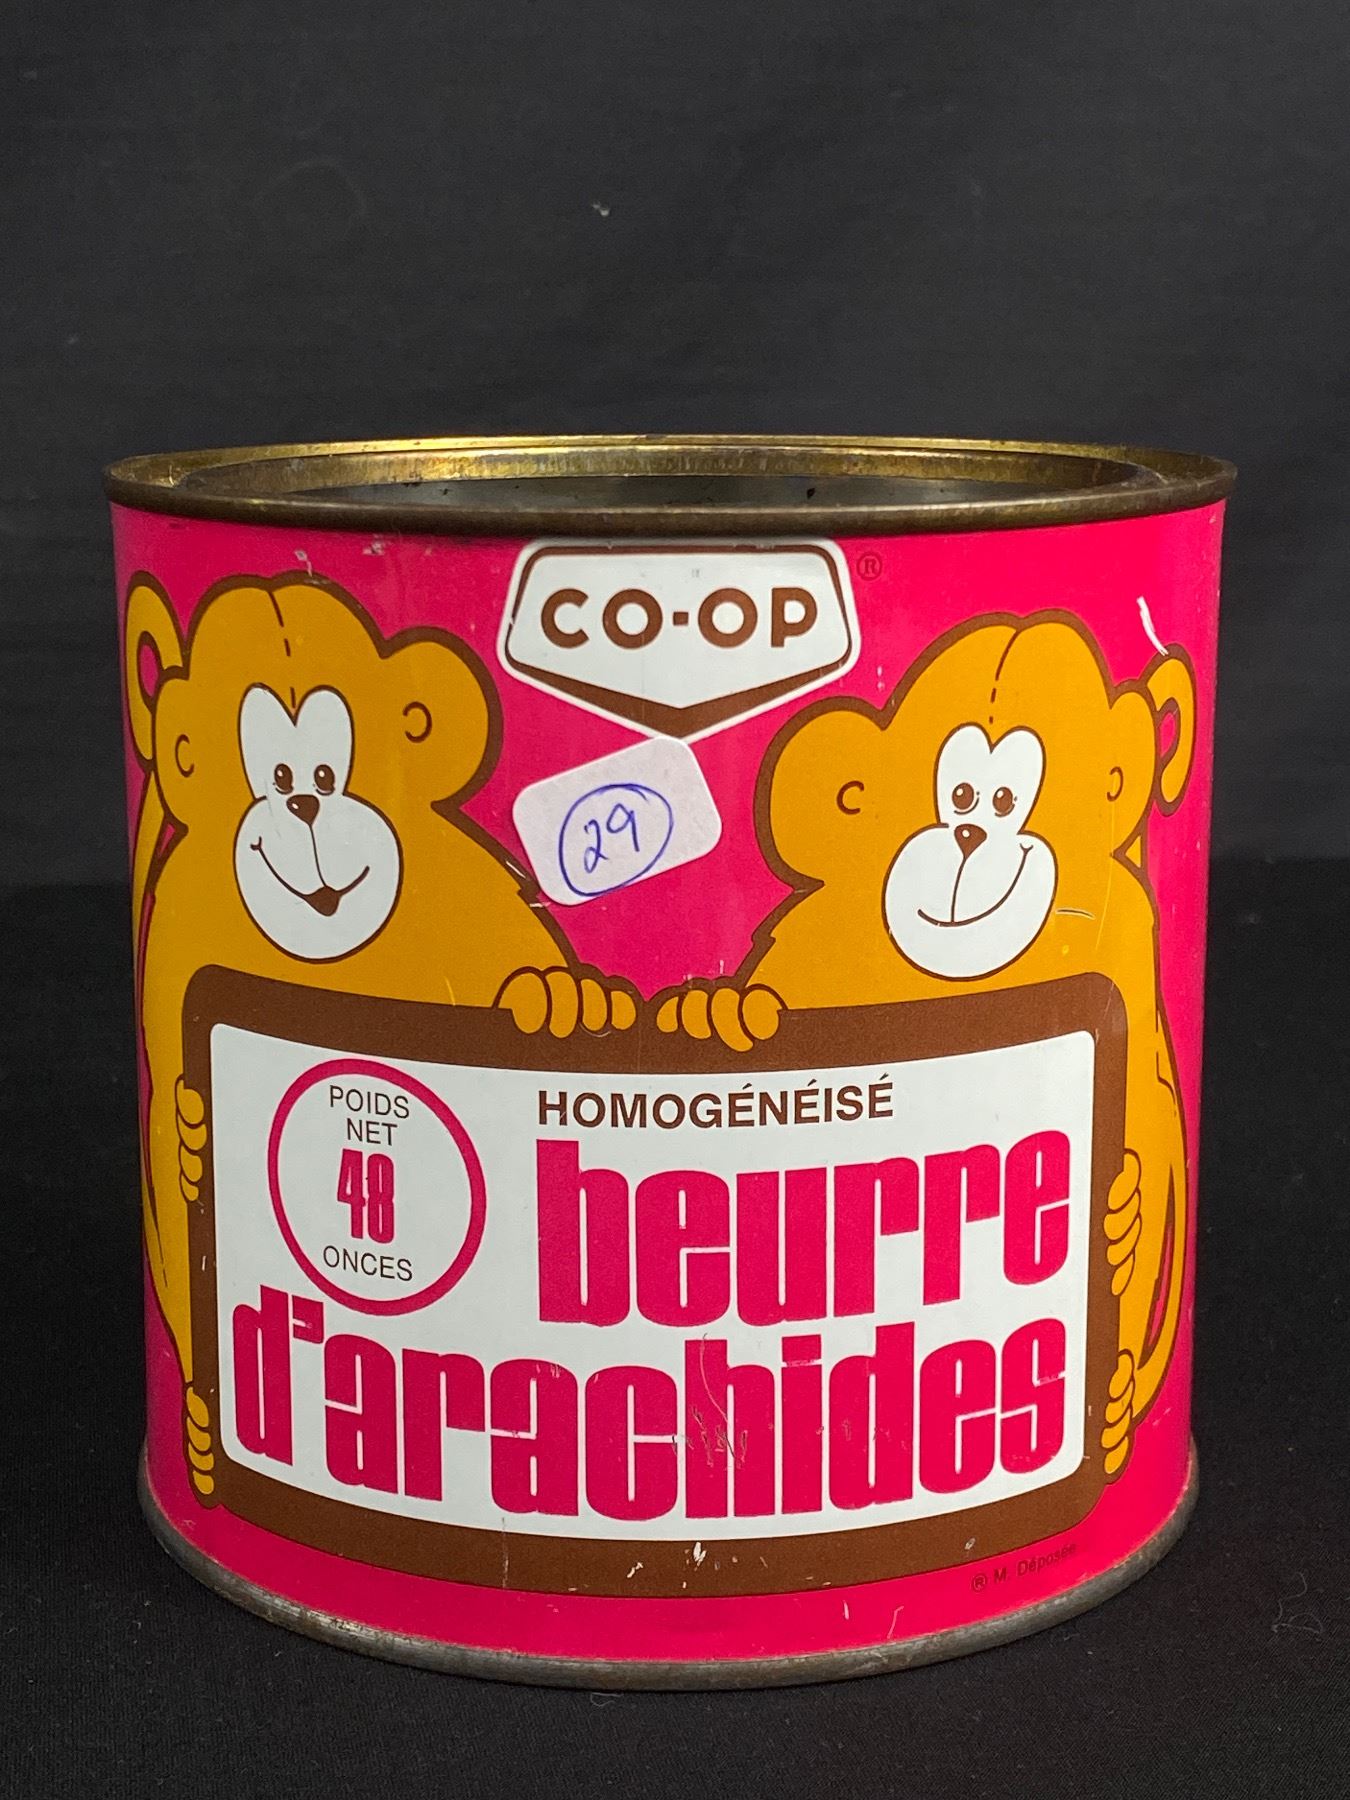 CO-OP ®
29
POIDS
NET
48
ONCES
HOMOGÉNÉISÉ
beurre
d'arachides
® M. Déposée